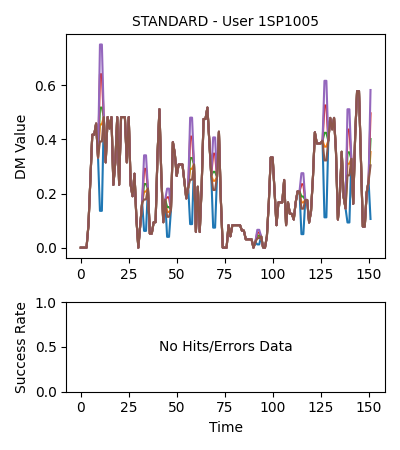 STANDARD - User 1SP1005
DM Value
0.6
0.4
0.2
0.0
0 25 50 75 100 125 150
Success Rate
1.0
0.5
0.0
No Hits/Errors Data
0 25 50 75 100 125 150
Time